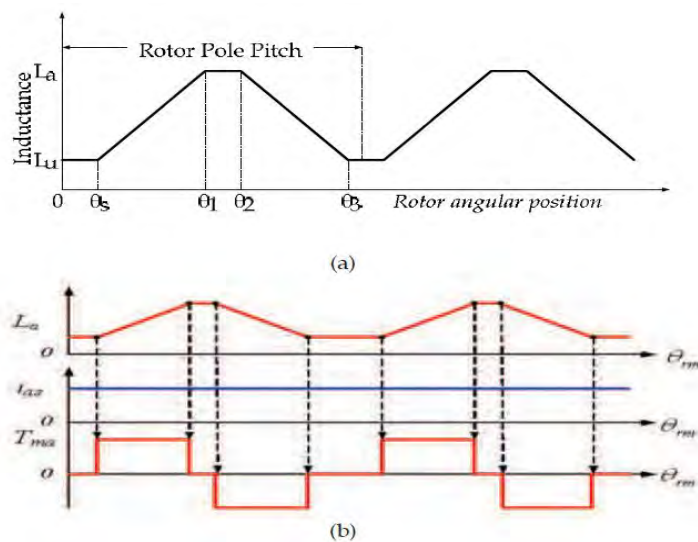 Rotor Pole Pitch
Inductance
La
Lu
0
θs
θ1
θ2
θ3
Rotor angular position
(a)
La
o
θrm
ias
o
θrm
Tma
o
θrm
(b)